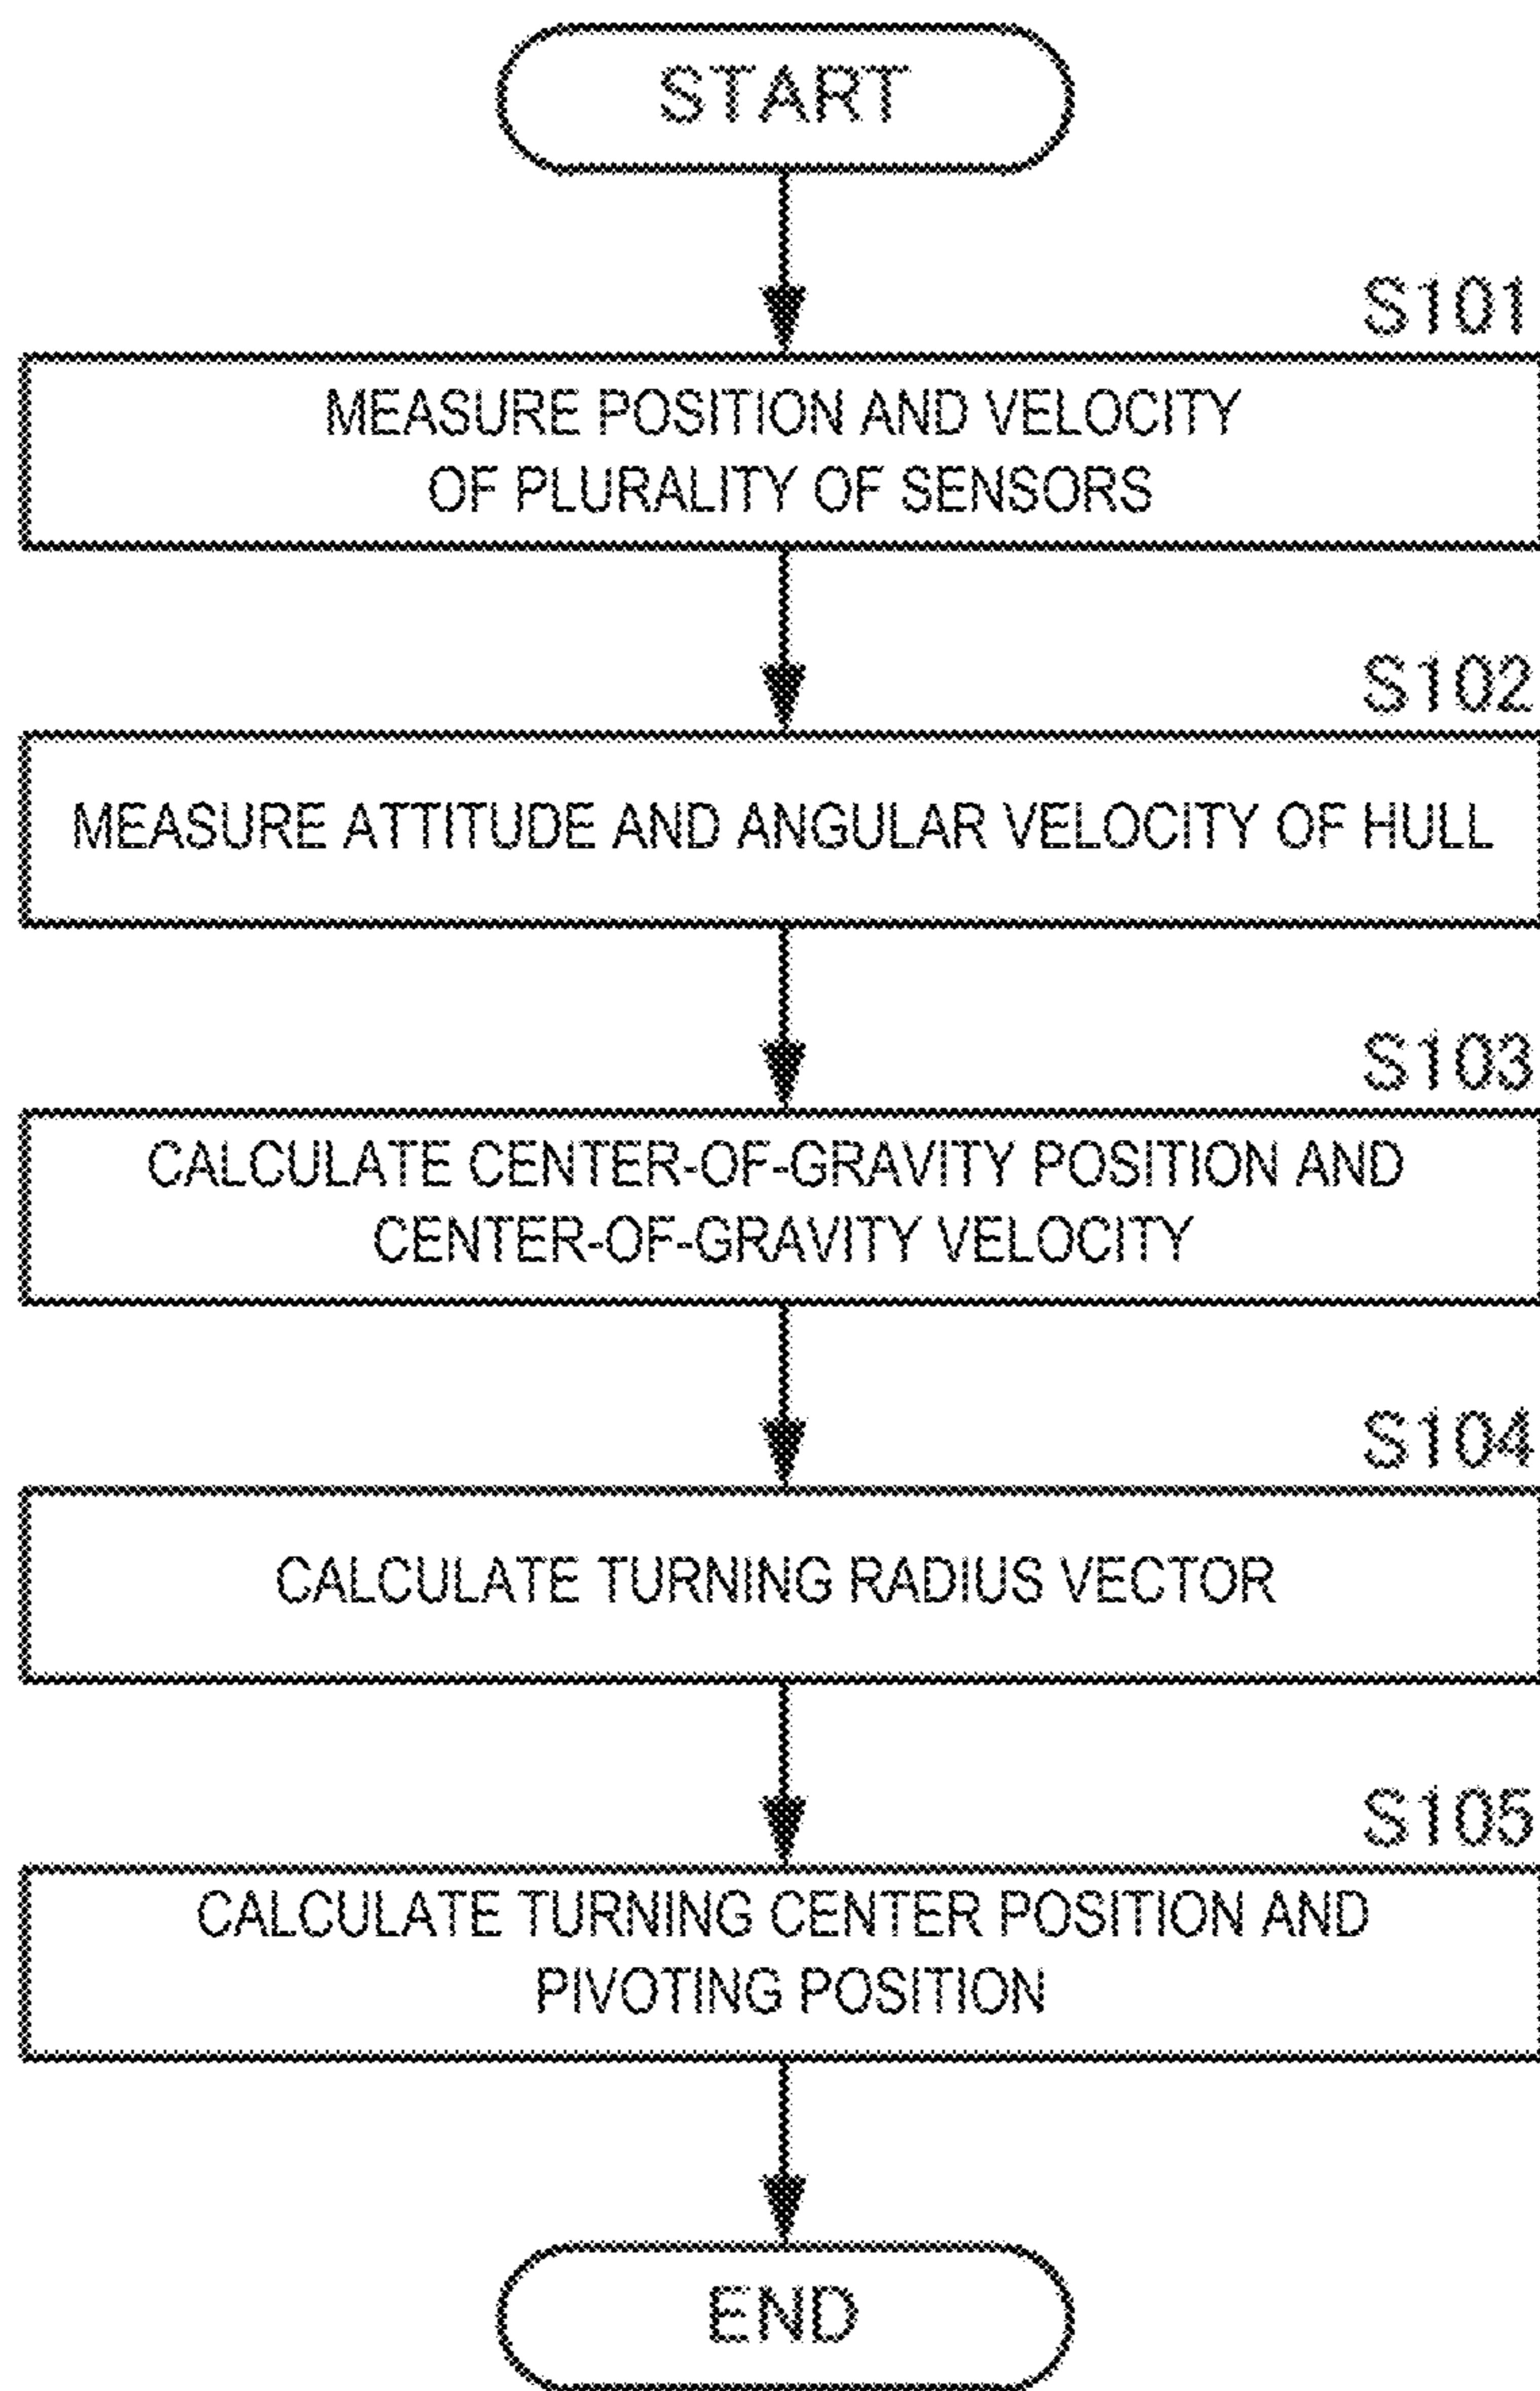 START
S101
MEASURE POSITION AND VELOCITY
OF PLURALITY OF SENSORS
S102
MEASURE ATTITUDE AND ANGULAR VELOCITY OF HULL
S103
CALCULATE CENTER-OF-GRAVITY POSITION AND
CENTER-OF-GRAVITY VELOCITY
S104
CALCULATE TURNING RADIUS VECTOR
S105
CALCULATE TURNING CENTER POSITION AND
PIVOTING POSITION
END